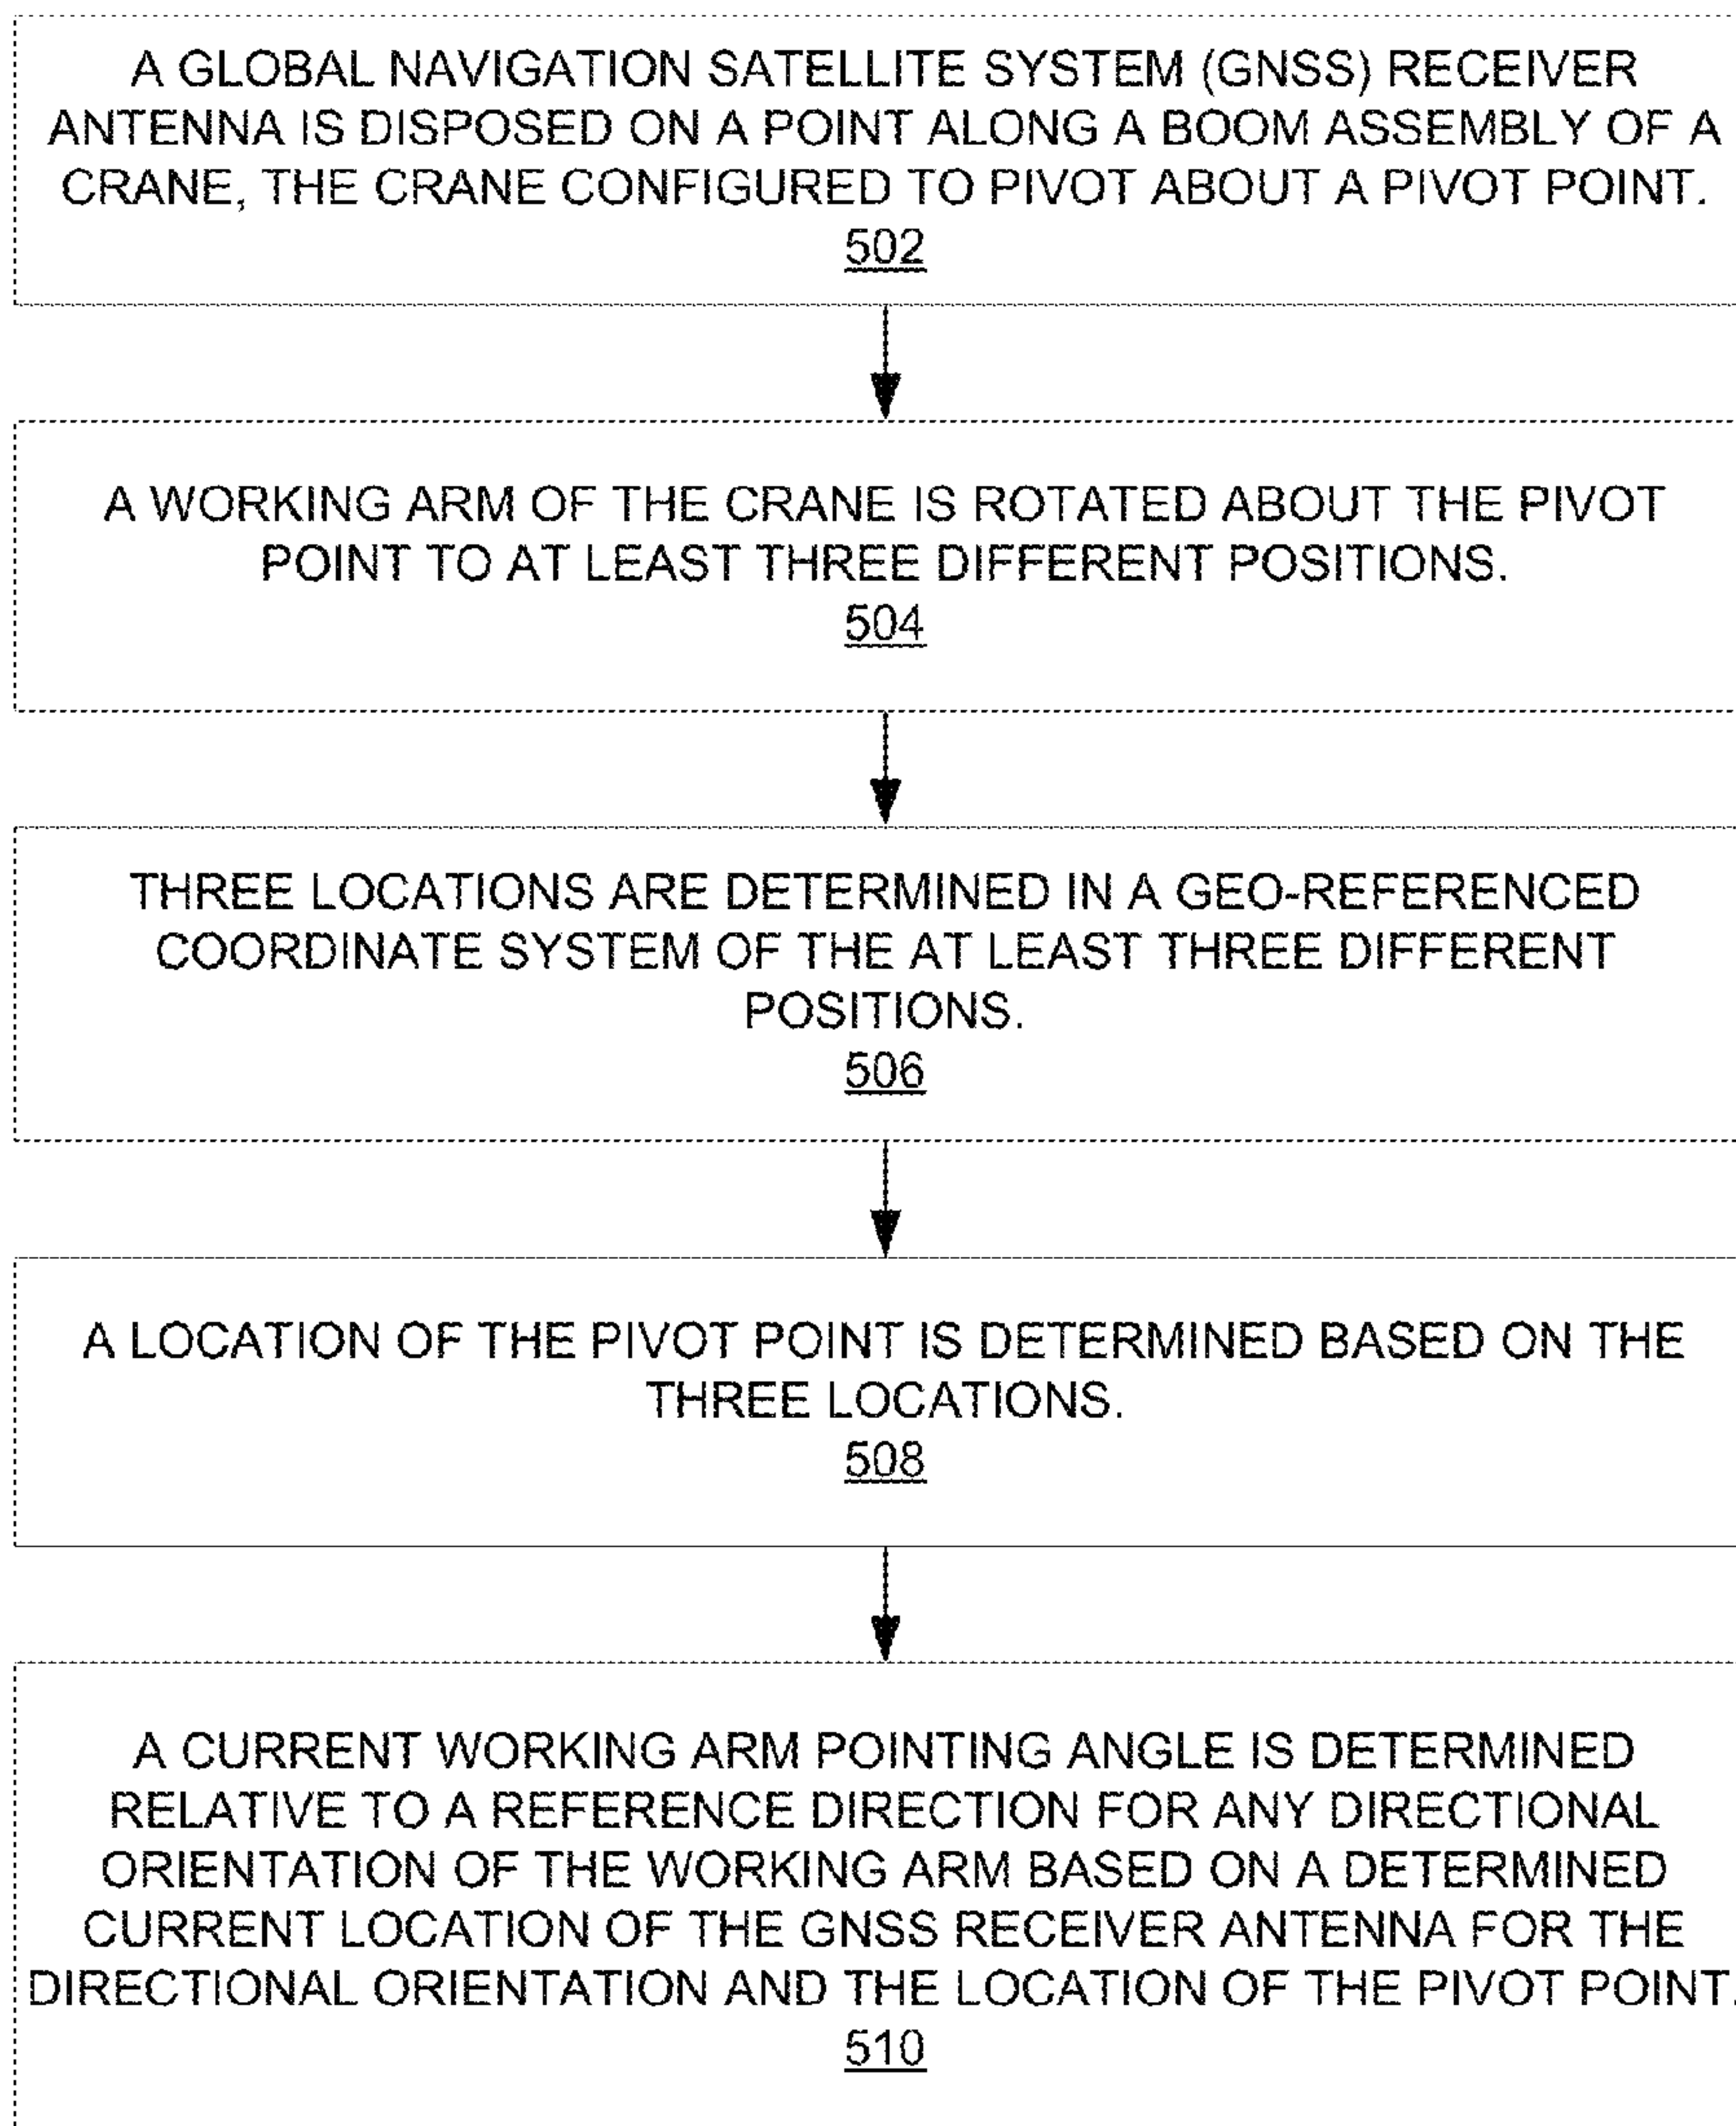 A GLOBAL NAVIGATION SATELLITE SYSTEM (GNSS) RECEIVER
ANTENNA IS DISPOSED ON A POINT ALONG A BOOM ASSEMBLY OF A
CRANE, THE CRANE CONFIGURED TO PIVOT ABOUT A PIVOT POINT.
502
A WORKING ARM OF THE CRANE IS ROTATED ABOUT THE PIVOT
POINT TO AT LEAST THREE DIFFERENT POSITIONS.
504
THREE LOCATIONS ARE DETERMINED IN A GEO-REFERENCED
COORDINATE SYSTEM OF THE AT LEAST THREE DIFFERENT
POSITIONS.
506
A LOCATION OF THE PIVOT POINT IS DETERMINED BASED ON THE
THREE LOCATIONS.
508
A CURRENT WORKING ARM POINTING ANGLE IS DETERMINED
RELATIVE TO A REFERENCE DIRECTION FOR ANY DIRECTIONAL
ORIENTATION OF THE WORKING ARM BASED ON A DETERMINED
CURRENT LOCATION OF THE GNSS RECEIVER ANTENNA FOR THE
DIRECTIONAL ORIENTATION AND THE LOCATION OF THE PIVOT POINT.
510